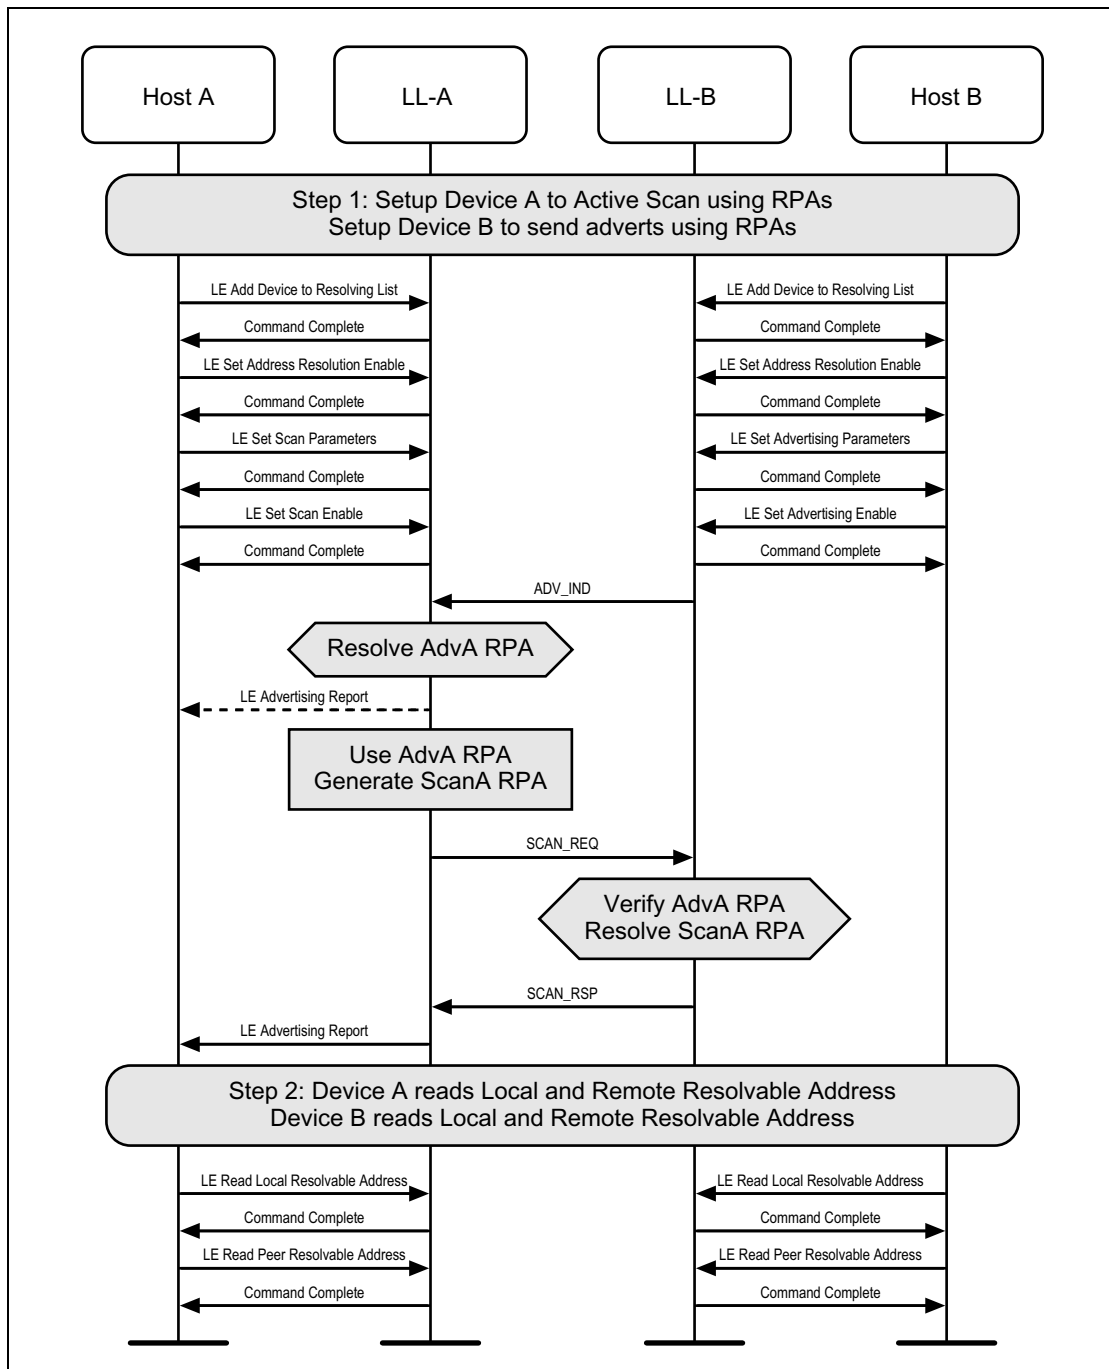 Host A
LL-A
LL-B
Host B
Step 1: Setup Device A to Active Scan using RPAs
Setup Device B to send adverts using RPAs
LE Add Device to Resolving List
LE Add Device to Resolving List
Command Complete
Command Complete
LE Set Address Resolution Enable
LE Set Address Resolution Enable
Command Complete
Command Complete
LE Set Scan Parameters
LE Set Advertising Parameters
Command Complete
Command Complete
LE Set Scan Enable
LE Set Advertising Enable
Command Complete
Command Complete
ADV_IND
Resolve AdvA RPA
LE Advertising Report
Use AdvA RPA
Generate ScanA RPA
SCAN_REQ
Verify AdvA RPA
Resolve ScanA RPA
SCAN_RSP
LE Advertising Report
Step 2: Device A reads Local and Remote Resolvable Address
Device B reads Local and Remote Resolvable Address
LE Read Local Resolvable Address
LE Read Local Resolvable Address
Command Complete
Command Complete
LE Read Peer Resolvable Address
LE Read Peer Resolvable Address
Command Complete
Command Complete